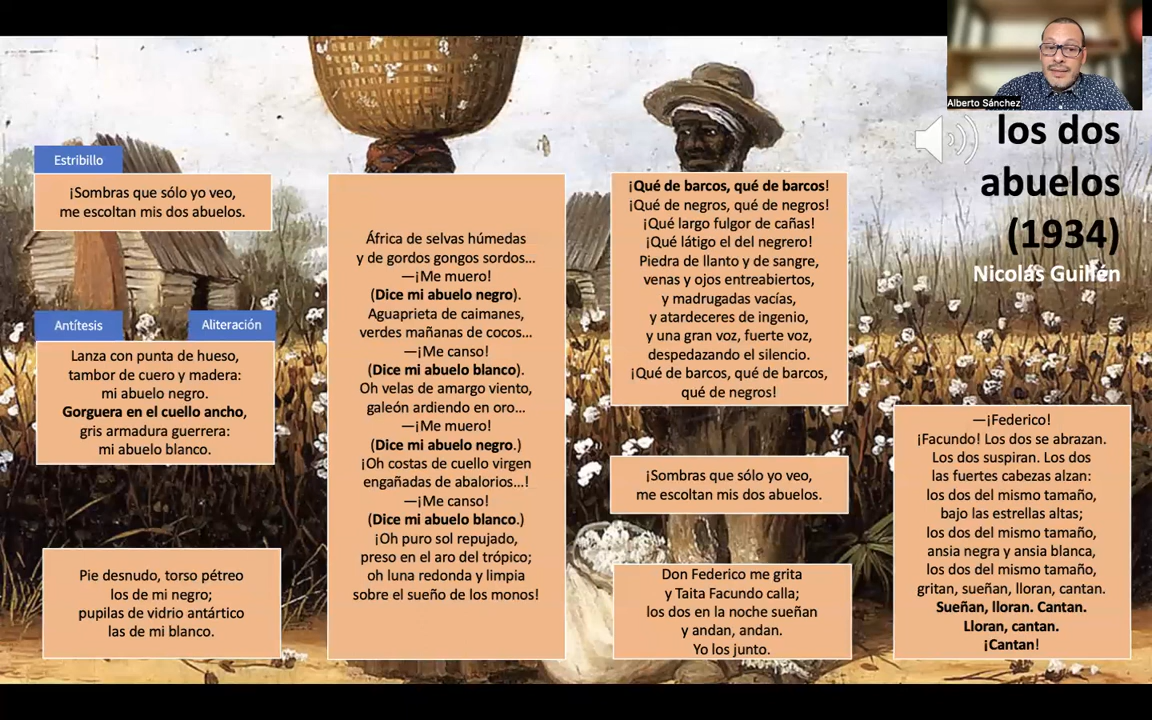 Alberto Sánchez
los dos
abuelos
(1934)
Nicolás Guillén
Estribillo
¡Sombras que sólo yo veo,
me escoltan mis dos abuelos.
Antítesis
Aliteración
Lanza con punta de hueso,
tambor de cuero y madera:
mi abuelo negro.
Gorguera en el cuello ancho,
gris armadura guerrera:
mi abuelo blanco.
Pie desnudo, torso pétreo
los de mi negro;
pupilas de vidrio antártico
las de mi blanco.
África de selvas húmedas
y de gordos gongos sordos...
—¡Me muero!
(Dice mi abuelo negro).
Aguaprieta de caimanes,
verdes mañanas de cocos...
—¡Me canso!
(Dice mi abuelo blanco).
Oh velas de amargo viento,
galeón ardiendo en oro...
—¡Me muero!
(Dice mi abuelo negro.)
¡Oh costas de cuello virgen
engañadas de abalorios...!
—¡Me canso!
(Dice mi abuelo blanco.)
¡Oh puro sol repujado,
preso en el aro del trópico;
oh luna redonda y limpia
sobre el sueño de los monos!
¡Qué de barcos, qué de barcos!
¡Qué de negros, qué de negros!
¡Qué largo fulgor de cañas!
¡Qué látigo el del negrero!
Piedra de llanto y de sangre,
venas y ojos entreabiertos,
y madrugadas vacías,
y atardeceres de ingenio,
y una gran voz, fuerte voz,
despedazando el silencio.
¡Qué de barcos, qué de barcos,
qué de negros!
¡Sombras que sólo yo veo,
me escoltan mis dos abuelos.
Don Federico me grita
y Taita Facundo calla;
los dos en la noche sueñan
y andan, andan.
Yo los junto.
—¡Federico!
¡Facundo! Los dos se abrazan.
Los dos suspiran. Los dos
las fuertes cabezas alzan:
los dos del mismo tamaño,
bajo las estrellas altas;
los dos del mismo tamaño,
ansia negra y ansia blanca,
los dos del mismo tamaño,
gritan, sueñan, lloran, cantan.
Sueñan, lloran. Cantan.
Lloran, cantan.
¡Cantan!